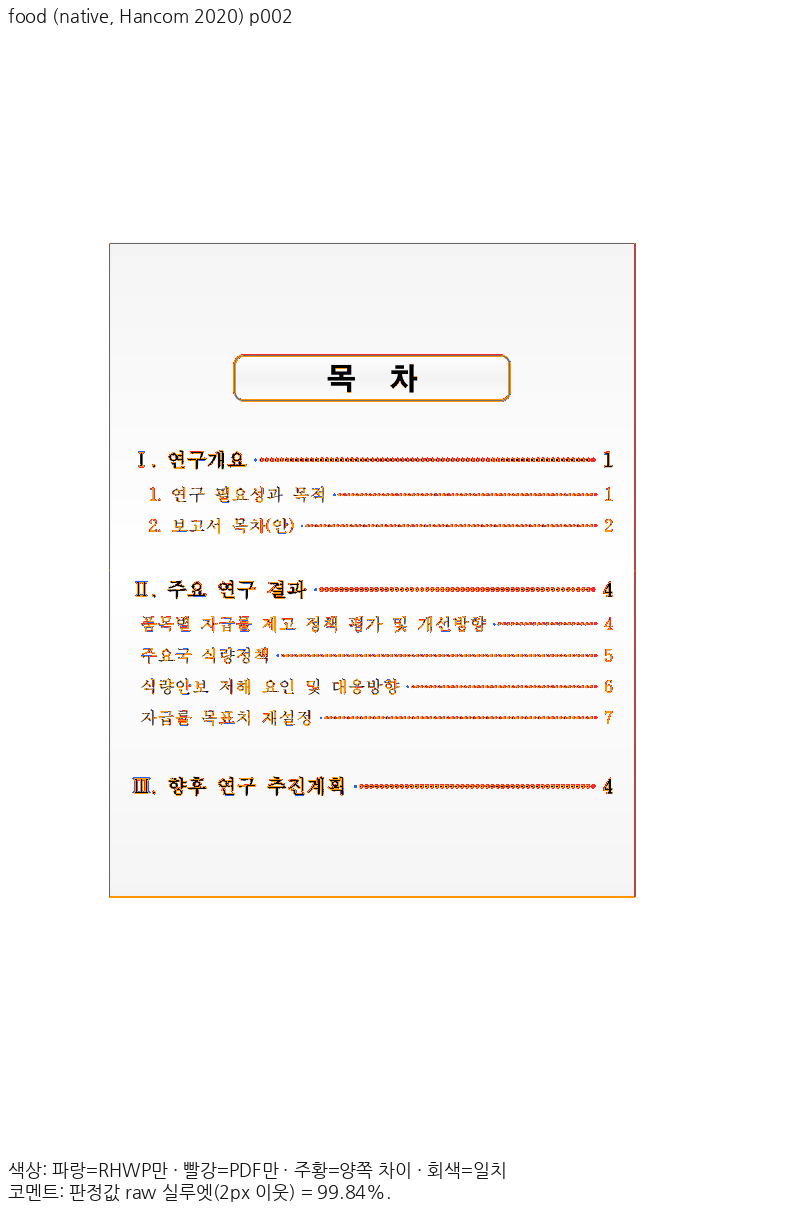 food (native, Hancom 2020) p002
목 차
Ⅰ. 연구개요 1
1. 연구 필요성과 목적 1
2. 보고서 목차(안) 2
Ⅱ. 주요 연구 결과 4
품목별 자급률 제고 정책 평가 및 개선방향 4
주요국 식량정책 5
식량안보 저해 요인 및 대응방향 6
자급률 목표치 재설정 7
Ⅲ. 향후 연구 추진계획 4
색상: 파랑=RHWP만 · 빨강=PDF만 · 주황=양쪽 차이 · 회색=일치
코멘트: 판정값 raw 실루엣(2px 이웃) = 99.84%.